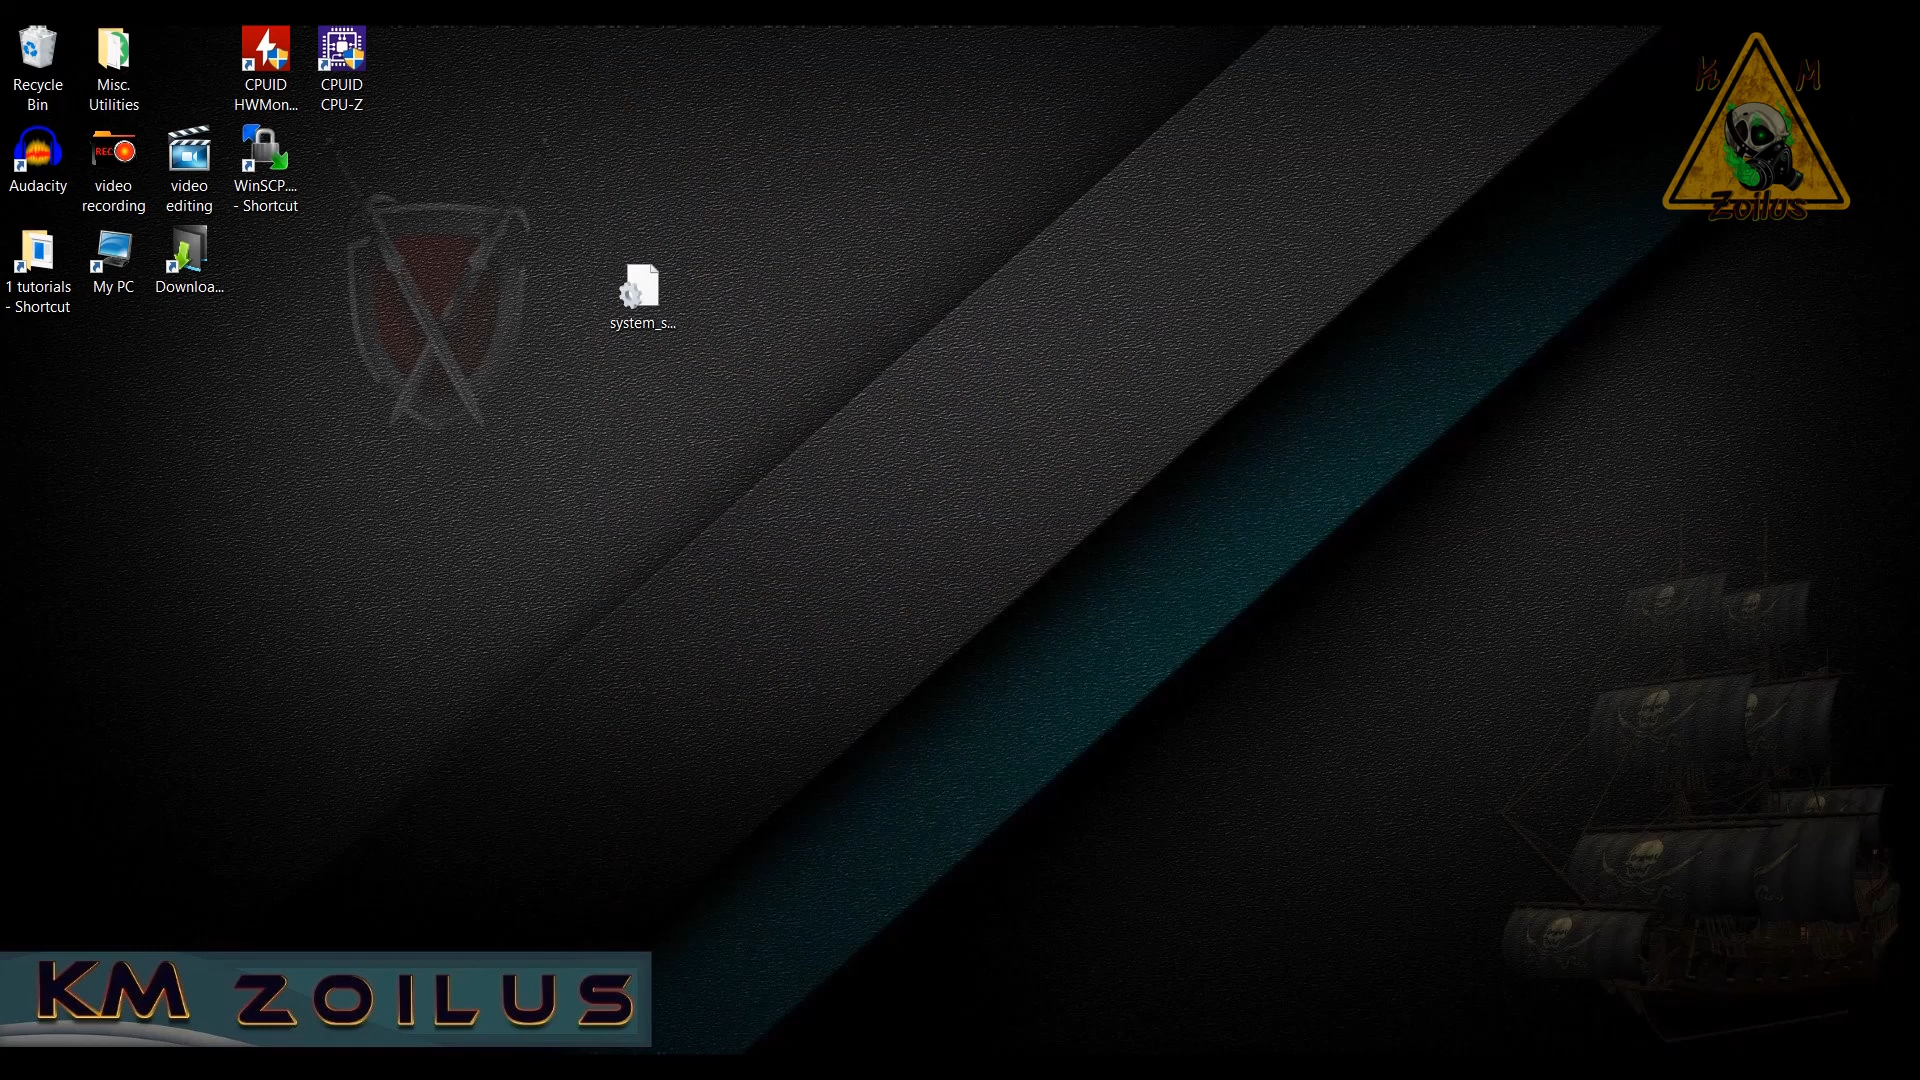 Recycle
Bin
Misc.
Utilities
CPUID
HWMon...
CPUID
CPU-Z
Audacity
REC
video
recording
video
editing
WinSCP....
- Shortcut
1 tutorials
- Shortcut
My PC
Downloa...
system_s...
K M
Zoilus
KM ZOILUS